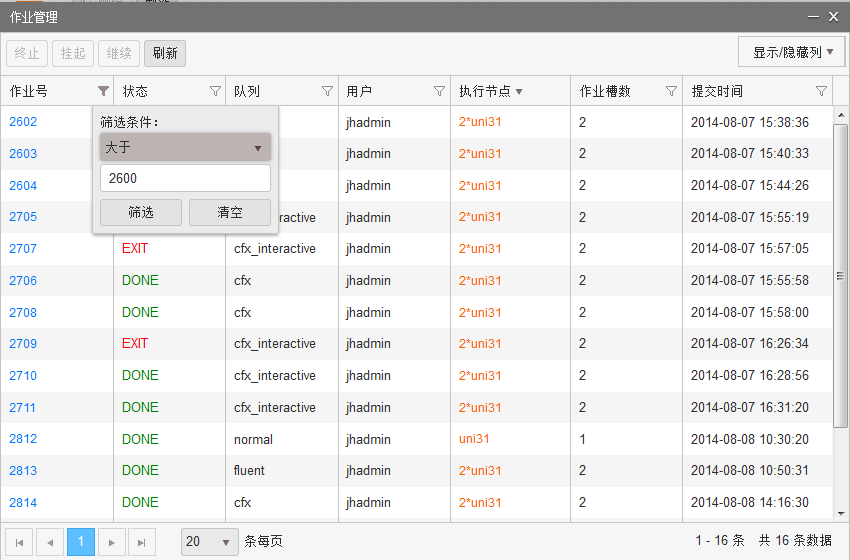 作业管理
终止 挂起 继续 刷新 显示/隐藏列
作业号 状态 队列 用户 执行节点 作业槽数 提交时间
筛选条件：
大于
2600
筛选 清空
2602 jhadmin 2*uni31 2 2014-08-07 15:38:36
2603 jhadmin 2*uni31 2 2014-08-07 15:40:33
2604 jhadmin 2*uni31 2 2014-08-07 15:44:26
2705 ractive jhadmin 2*uni31 2 2014-08-07 15:55:19
2707 EXIT cfx_interactive jhadmin 2*uni31 2 2014-08-07 15:57:05
2706 DONE cfx jhadmin 2*uni31 2 2014-08-07 15:55:58
2708 DONE cfx jhadmin 2*uni31 2 2014-08-07 15:58:00
2709 EXIT cfx_interactive jhadmin 2*uni31 2 2014-08-07 16:26:34
2710 DONE cfx_interactive jhadmin 2*uni31 2 2014-08-07 16:28:56
2711 DONE cfx_interactive jhadmin 2*uni31 2 2014-08-07 16:31:20
2812 DONE normal jhadmin uni31 1 2014-08-08 10:30:20
2813 DONE fluent jhadmin 2*uni31 2 2014-08-08 10:50:31
2814 DONE cfx jhadmin 2*uni31 2 2014-08-08 14:16:30
1 20 条每页 1 - 16 条 共 16 条数据